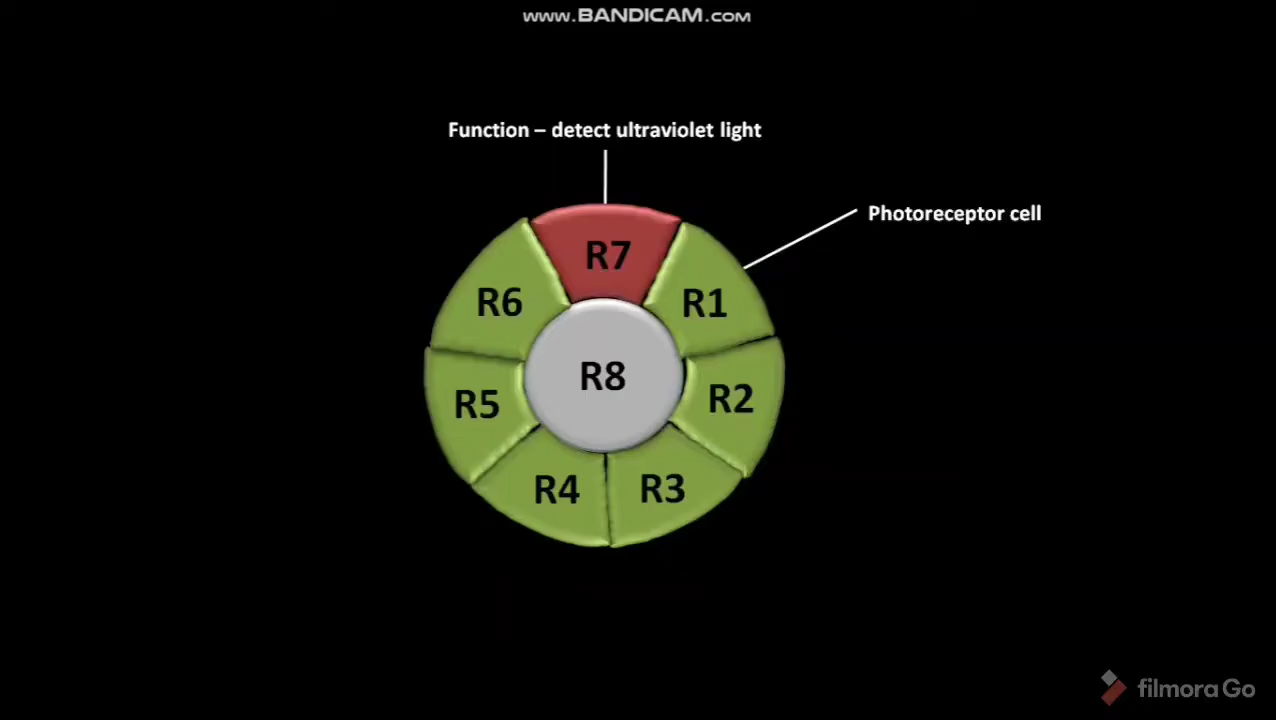 www.BANDICAM.com
Function – detect ultraviolet light
Photoreceptor cell
R7
R6
R1
R8
R5
R2
R4
R3
filmora Go